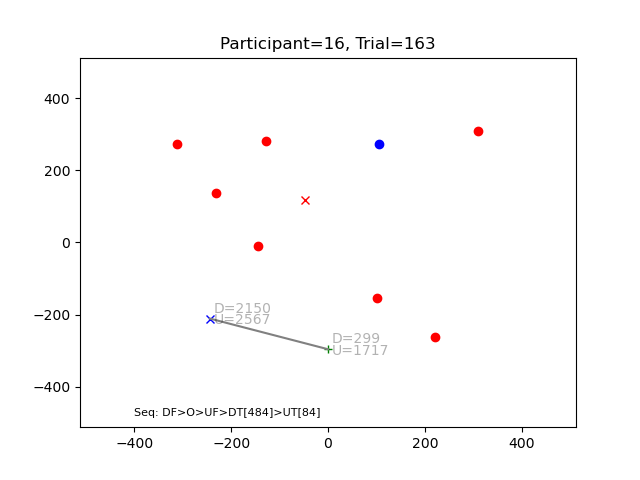 Participant=16, Trial=163
400
200
0
−200
−400
D=2150
U=2567
D=299
U=1717
Seq: DF>O>UF>DT[484]>UT[84]
−400
−200
0
200
400